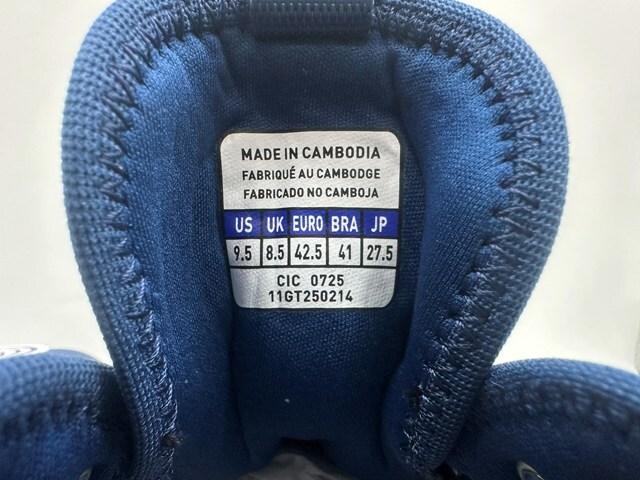 MADE IN CAMBODIA
FABRIQUÉ AU CAMBODGE
FABRICADO NO CAMBOJA
US UK EURO BRA JP
9.5 8.5 42.5 41 27.5
CIC 0725
11GT250214